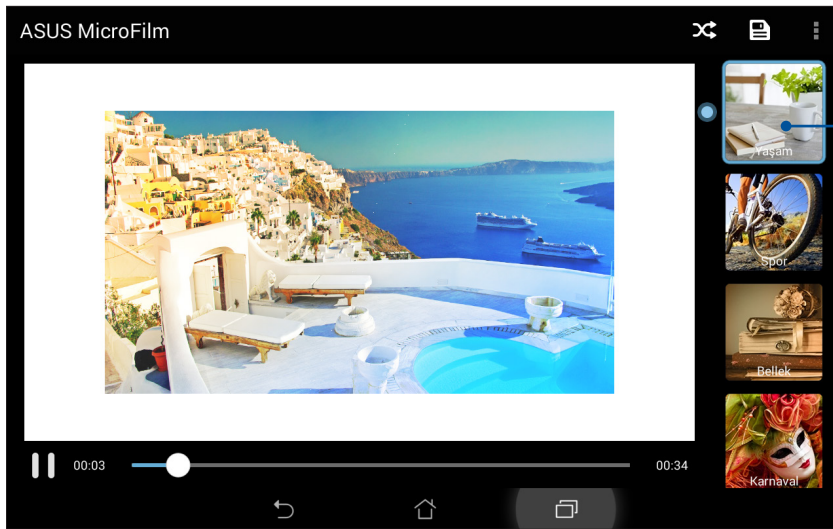 ASUS MicroFilm
Yaşam
Spor
Bellek
Karnaval
00:03
00:34